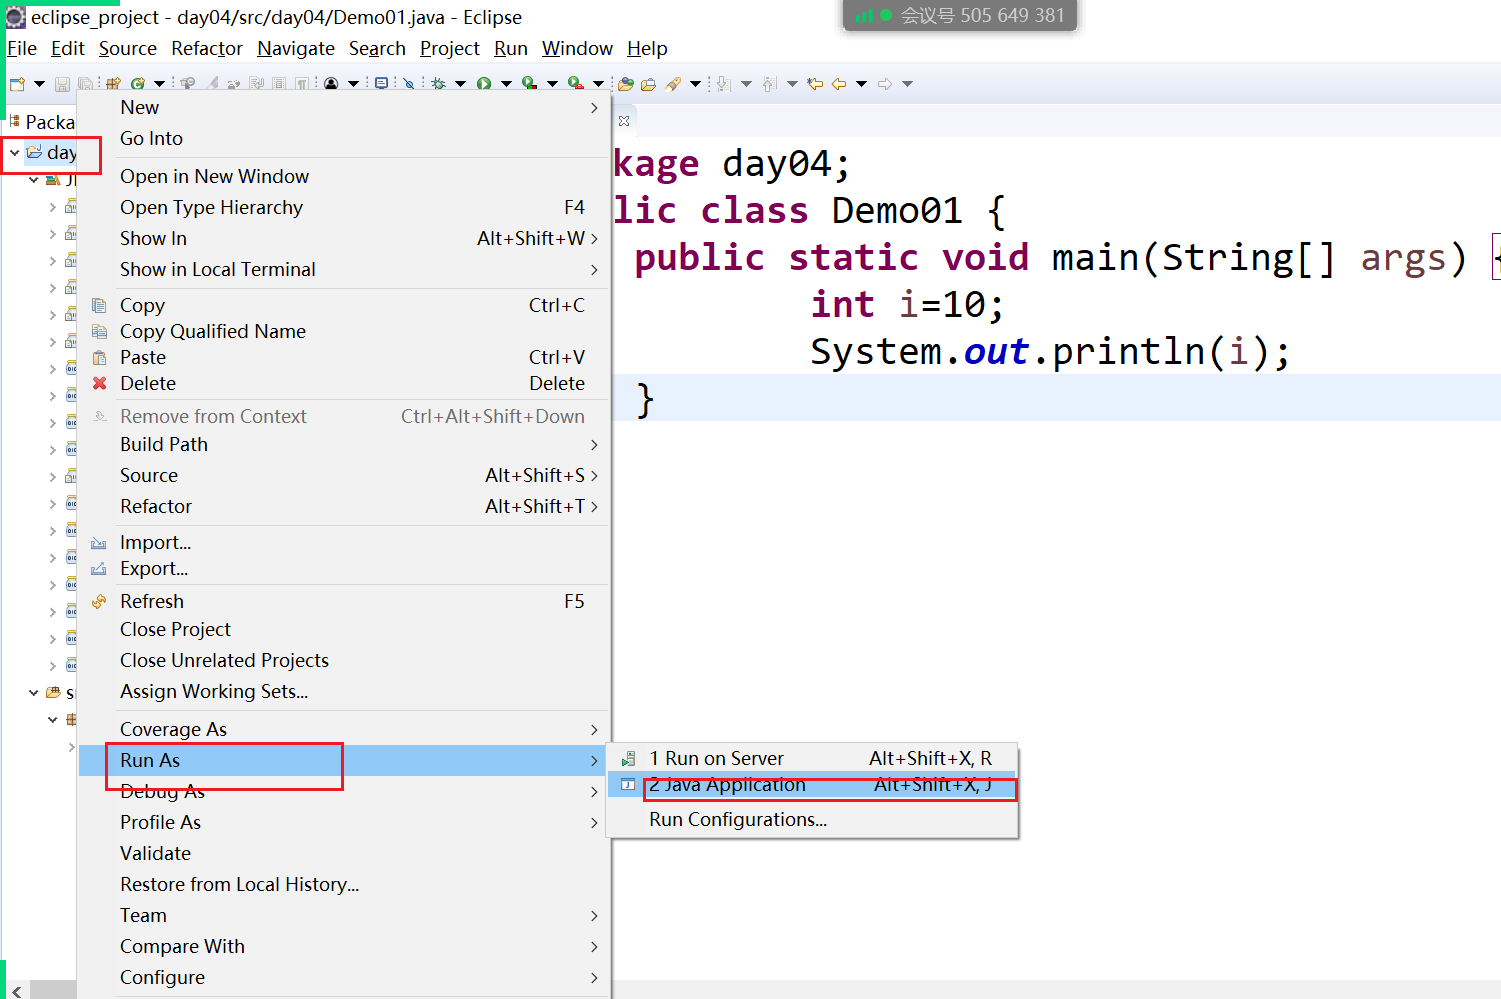 eclipse_project - day04/src/day04/Demo01.java - Eclipse
会议号 505 649 381
File Edit Source Refactor Navigate Search Project Run Window Help
Packa
day
New
Go Into
Open in New Window
Open Type Hierarchy F4
Show In Alt+Shift+W
Show in Local Terminal
Copy Ctrl+C
Copy Qualified Name
Paste Ctrl+V
Delete Delete
Remove from Context Ctrl+Alt+Shift+Down
Build Path
Source Alt+Shift+S
Refactor Alt+Shift+T
Import...
Export...
Refresh F5
Close Project
Close Unrelated Projects
Assign Working Sets...
Coverage As
Run As
Debug As
Profile As
Validate
Restore from Local History...
Team
Compare With
Configure
1 Run on Server Alt+Shift+X, R
2 Java Application Alt+Shift+X, J
Run Configurations...
kage day04;
lic class Demo01 {
public static void main(String[] args) {
int i=10;
System.out.println(i);
}